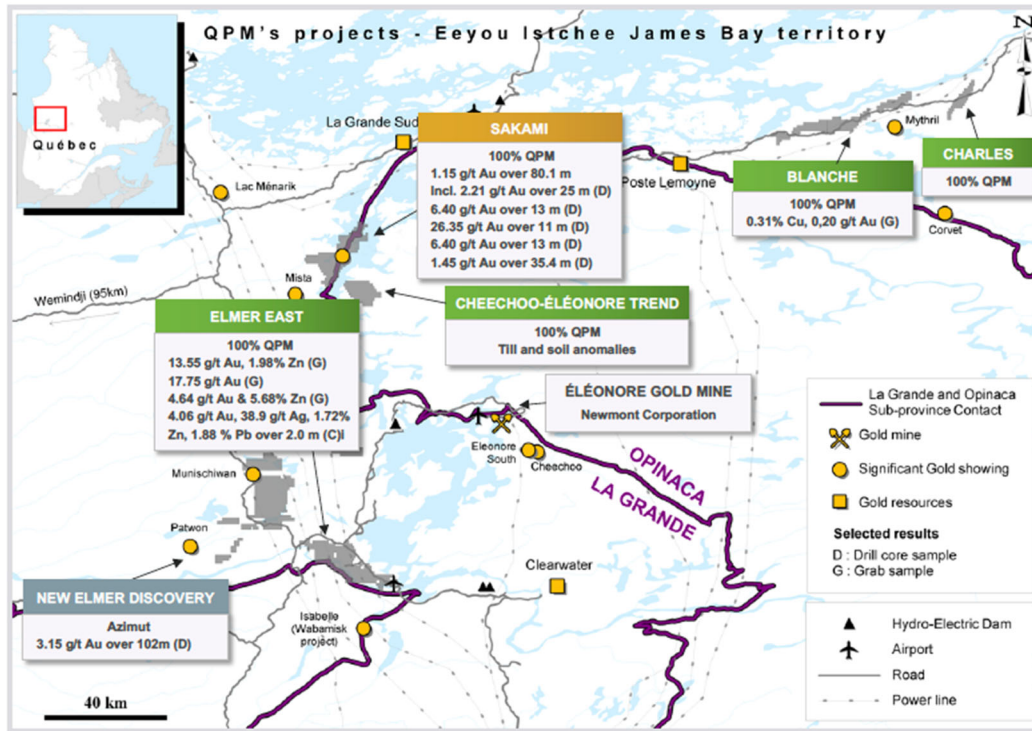 QPM's projects - Eeyou Istchee James Bay territory
Québec
N
La Grande Sud
Lac Ménarik
Wemindji (95km)
Mista
SAKAMI
100% QPM
1.15 g/t Au over 80.1 m
Incl. 2.21 g/t Au over 25 m (D)
6.40 g/t Au over 13 m (D)
26.35 g/t Au over 11 m (D)
6.40 g/t Au over 13 m (D)
1.45 g/t Au over 35.4 m (D)
Poste Lemoyne
Mythril
BLANCHE
100% QPM
0.31% Cu, 0,20 g/t Au (G)
CHARLES
100% QPM
Corvet
CHEECHOO-ÉLÉONORE TREND
100% QPM
Till and soil anomalies
ELMER EAST
100% QPM
13.55 g/t Au, 1.98% Zn (G)
17.75 g/t Au (G)
4.64 g/t Au & 5.68% Zn (G)
4.06 g/t Au, 38.9 g/t Ag, 1.72%
Zn, 1.88 % Pb over 2.0 m (C)l
ÉLÉONORE GOLD MINE
Newmont Corporation
Eleonore
South
Cheechoo
OPINACA
LA GRANDE
Munischiwan
Patwon
Clearwater
NEW ELMER DISCOVERY
Azimut
3.15 g/t Au over 102m (D)
Isabelle
(Wabamisk
project)
40 km
La Grande and Opinaca
Sub-province Contact
Gold mine
Significant Gold showing
Gold resources
Selected results
D : Drill core sample
G : Grab sample
Hydro-Electric Dam
Airport
Road
Power line